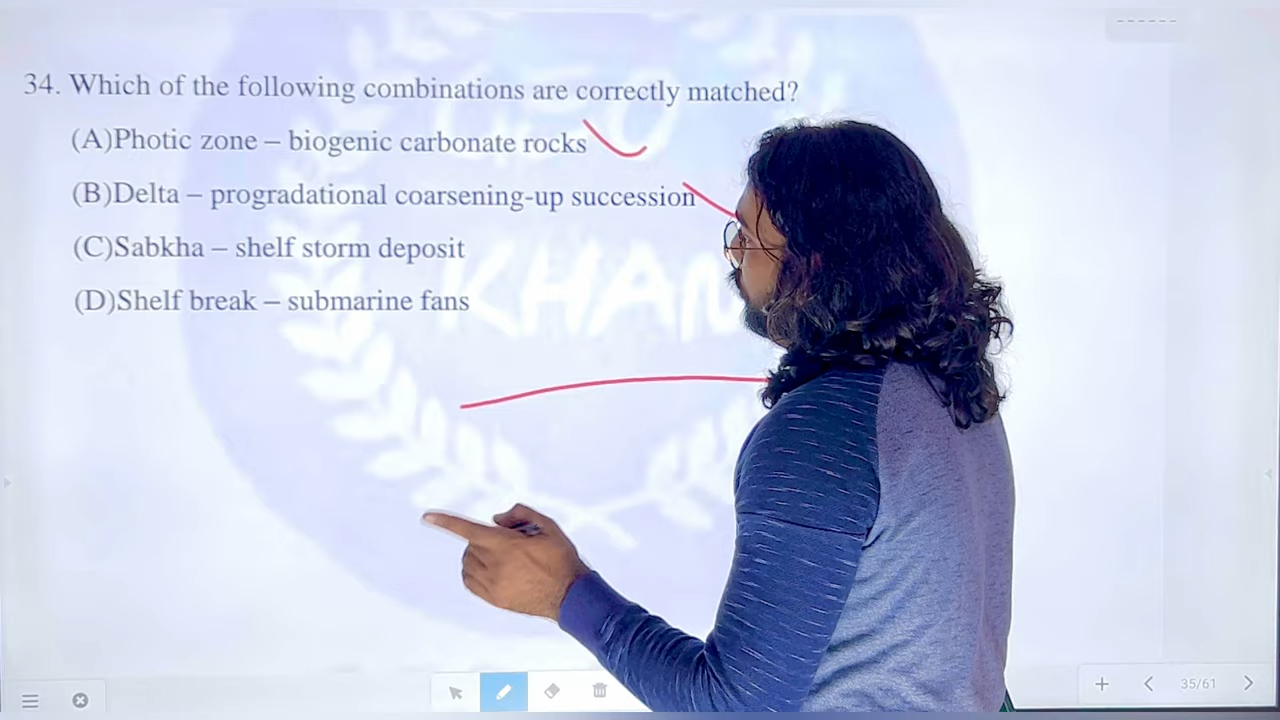 34. Which of the following combinations are correctly matched?
(A)Photic zone – biogenic carbonate rocks
(B)Delta – progradational coarsening-up succession
(C)Sabkha – shelf storm deposit
(D)Shelf break – submarine fans
KHAN
35/61